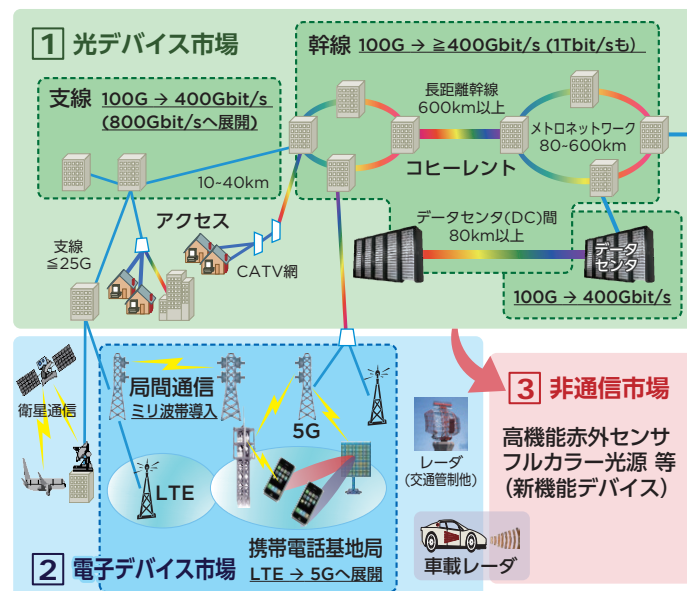 1 光デバイス市場
幹線 100G → ≧400Gbit/s (1Tbit/sも)
支線 100G → 400Gbit/s
(800Gbit/sへ展開)
長距離幹線
600km以上
メトロネットワーク
80~600km
コヒーレント
10~40km
アクセス
データセンタ(DC)間
80km以上
データ
センタ
支線
≦25G
CATV網
100G → 400Gbit/s
衛星通信
局間通信
ミリ波帯導入
5G
LTE
レーダ
(交通管制他)
3 非通信市場
高機能赤外センサ
フルカラー光源 等
(新機能デバイス)
携帯電話基地局
LTE → 5Gへ展開
車載レーダ
2 電子デバイス市場